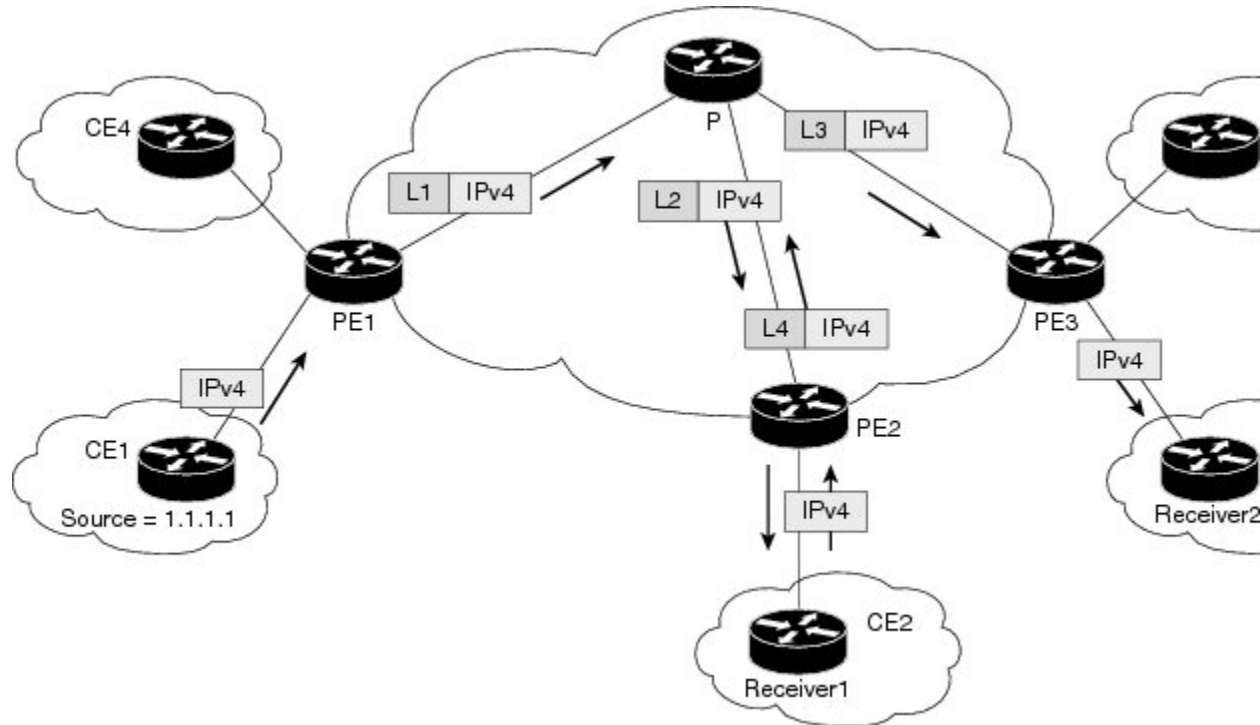 P
CE4
L3 IPv4
L1 IPv4
L2 IPv4
PE1
L4 IPv4
PE3
IPv4
IPv4
PE2
CE1
Source = 1.1.1.1
IPv4
Receiver2
CE2
Receiver1